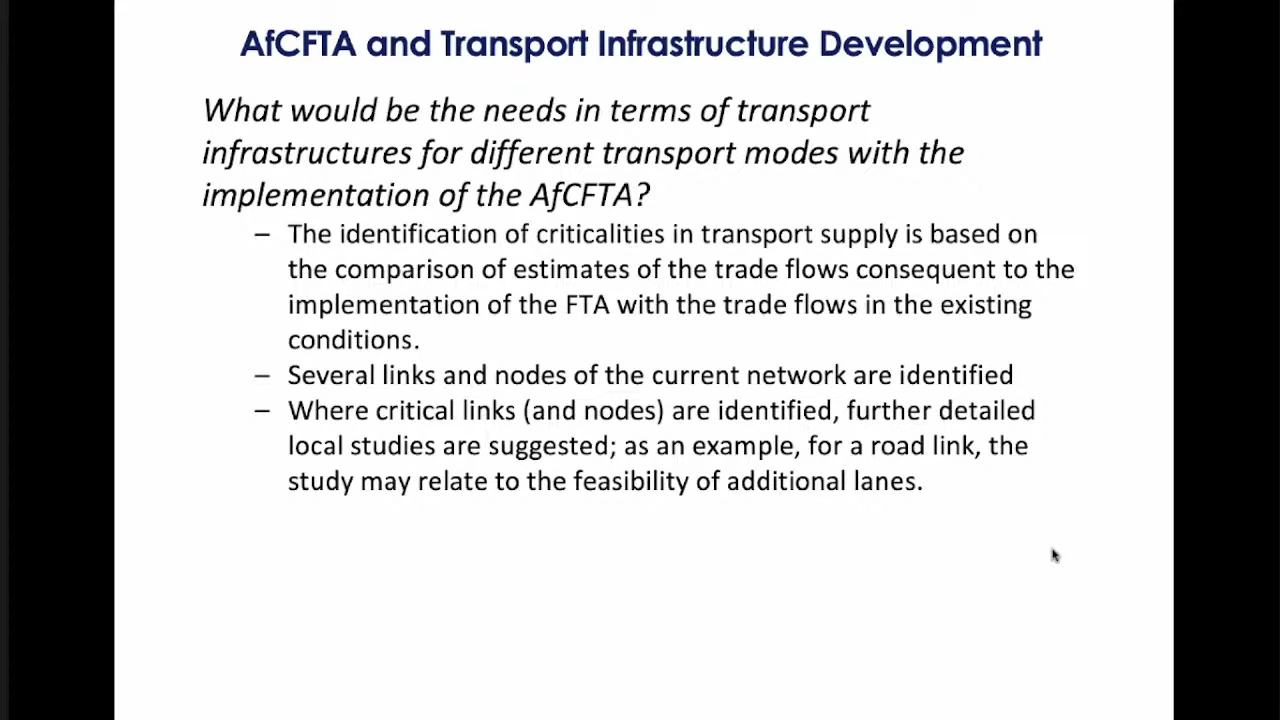 AfCFTA and Transport Infrastructure Development
What would be the needs in terms of transport
infrastructures for different transport modes with the
implementation of the AfCFTA?
– The identification of criticalities in transport supply is based on
the comparison of estimates of the trade flows consequent to the
implementation of the FTA with the trade flows in the existing
conditions.
– Several links and nodes of the current network are identified
– Where critical links (and nodes) are identified, further detailed
local studies are suggested; as an example, for a road link, the
study may relate to the feasibility of additional lanes.